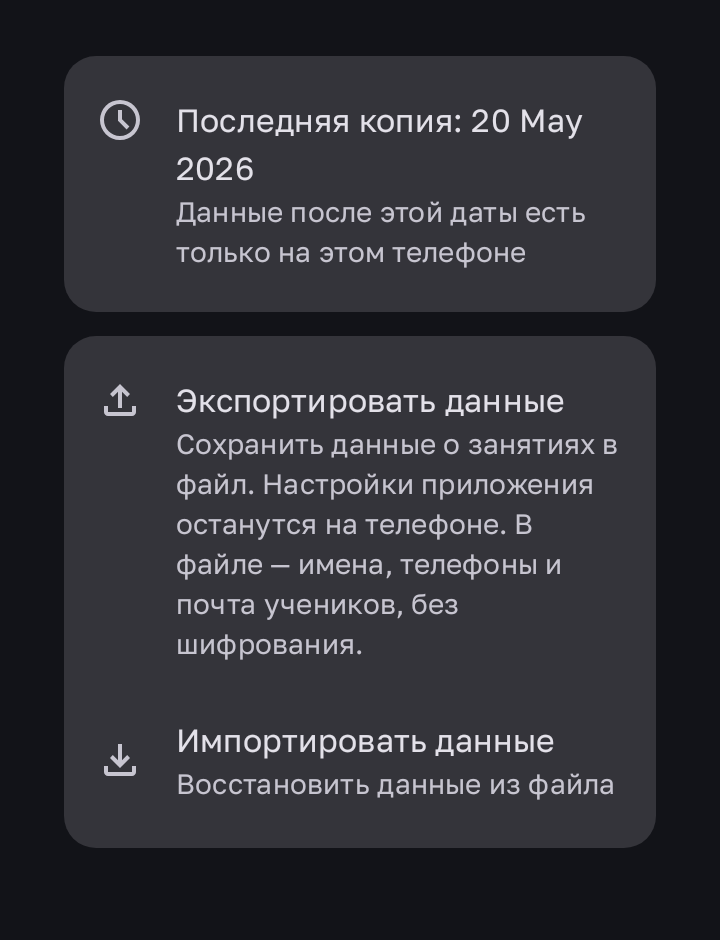 Последняя копия: 20 May
2026
Данные после этой даты есть
только на этом телефоне
Экспортировать данные
Сохранить данные о занятиях в
файл. Настройки приложения
останутся на телефоне. В
файле — имена, телефоны и
почта учеников, без
шифрования.
Импортировать данные
Восстановить данные из файла